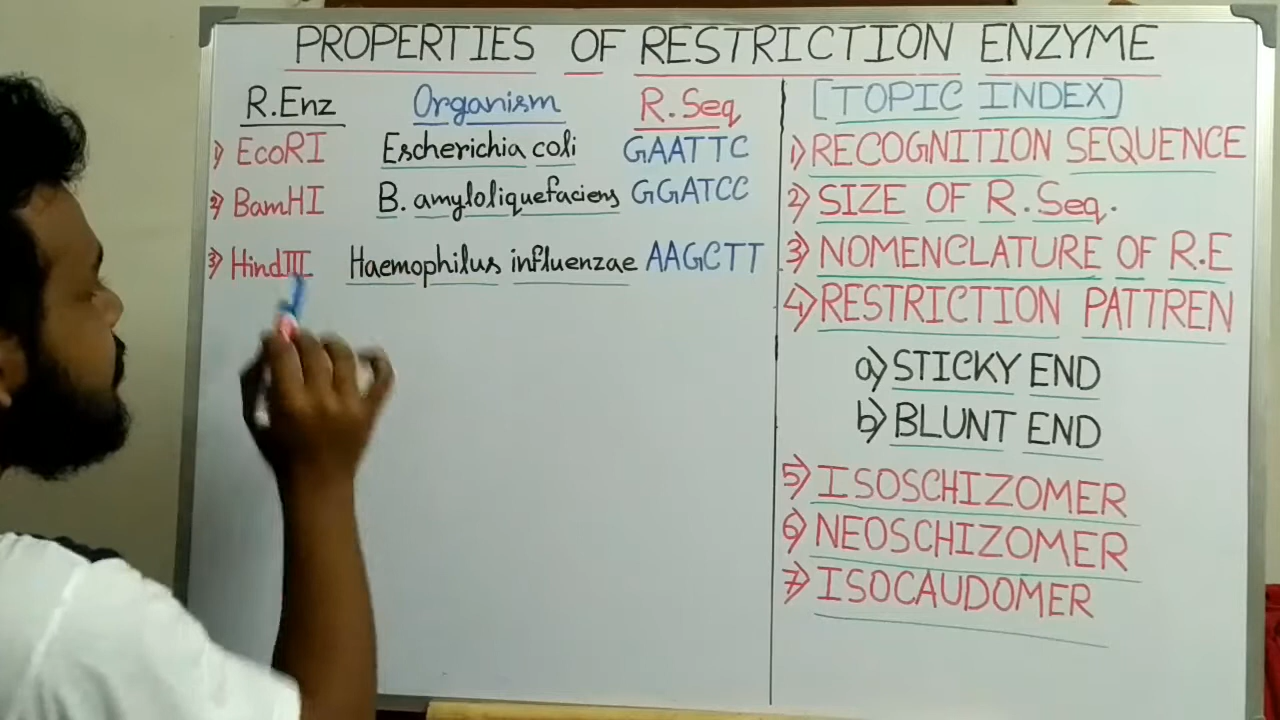 PROPERTIES OF RESTRICTION ENZYME
R.Enz Organism R.Seq
1) EcoRI Escherichia coli GAATTC
2) BamHI B. amyloliquefaciens GGATCC
3) HindIII Haemophilus influenzae AAGCTT
[TOPIC INDEX]
1) RECOGNITION SEQUENCE
2) SIZE OF R.Seq.
3) NOMENCLATURE OF R.E
4) RESTRICTION PATTREN
a) STICKY END
b) BLUNT END
5) ISOSCHIZOMER
6) NEOSCHIZOMER
7) ISOCAUDOMER